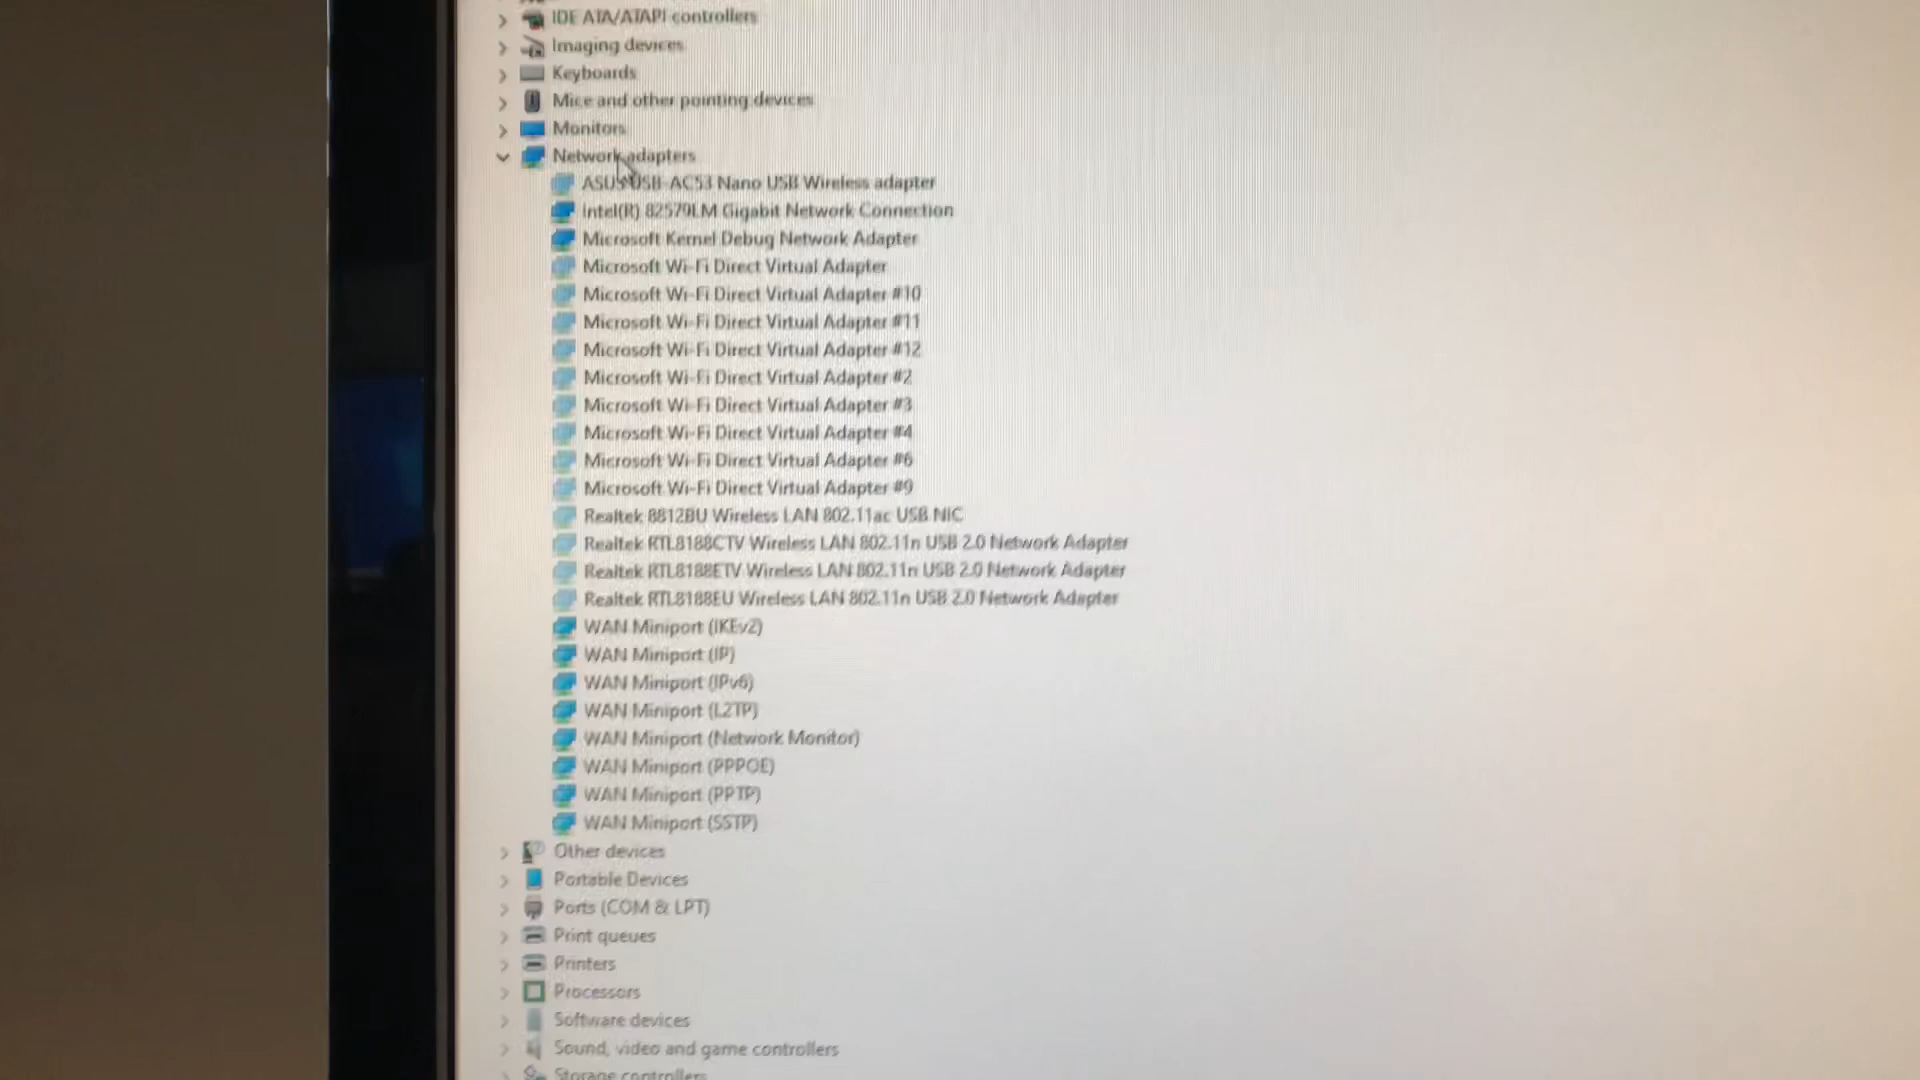 IDE ATA/ATAPI controllers
Imaging devices
Keyboards
Mice and other pointing devices
Monitors
Network adapters
ASUS USB-AC53 Nano USB Wireless adapter
Intel(R) 82579LM Gigabit Network Connection
Microsoft Kernel Debug Network Adapter
Microsoft Wi-Fi Direct Virtual Adapter
Microsoft Wi-Fi Direct Virtual Adapter #10
Microsoft Wi-Fi Direct Virtual Adapter #11
Microsoft Wi-Fi Direct Virtual Adapter #12
Microsoft Wi-Fi Direct Virtual Adapter #2
Microsoft Wi-Fi Direct Virtual Adapter #3
Microsoft Wi-Fi Direct Virtual Adapter #4
Microsoft Wi-Fi Direct Virtual Adapter #6
Microsoft Wi-Fi Direct Virtual Adapter #9
Realtek 8812BU Wireless LAN 802.11ac USB NIC
Realtek RTL8188CTV Wireless LAN 802.11n USB 2.0 Network Adapter
Realtek RTL8188ETV Wireless LAN 802.11n USB 2.0 Network Adapter
Realtek RTL8188EU Wireless LAN 802.11n USB 2.0 Network Adapter
WAN Miniport (IKEv2)
WAN Miniport (IP)
WAN Miniport (IPv6)
WAN Miniport (L2TP)
WAN Miniport (Network Monitor)
WAN Miniport (PPPOE)
WAN Miniport (PPTP)
WAN Miniport (SSTP)
Other devices
Portable Devices
Ports (COM & LPT)
Print queues
Printers
Processors
Software devices
Sound, video and game controllers
Storage controllers